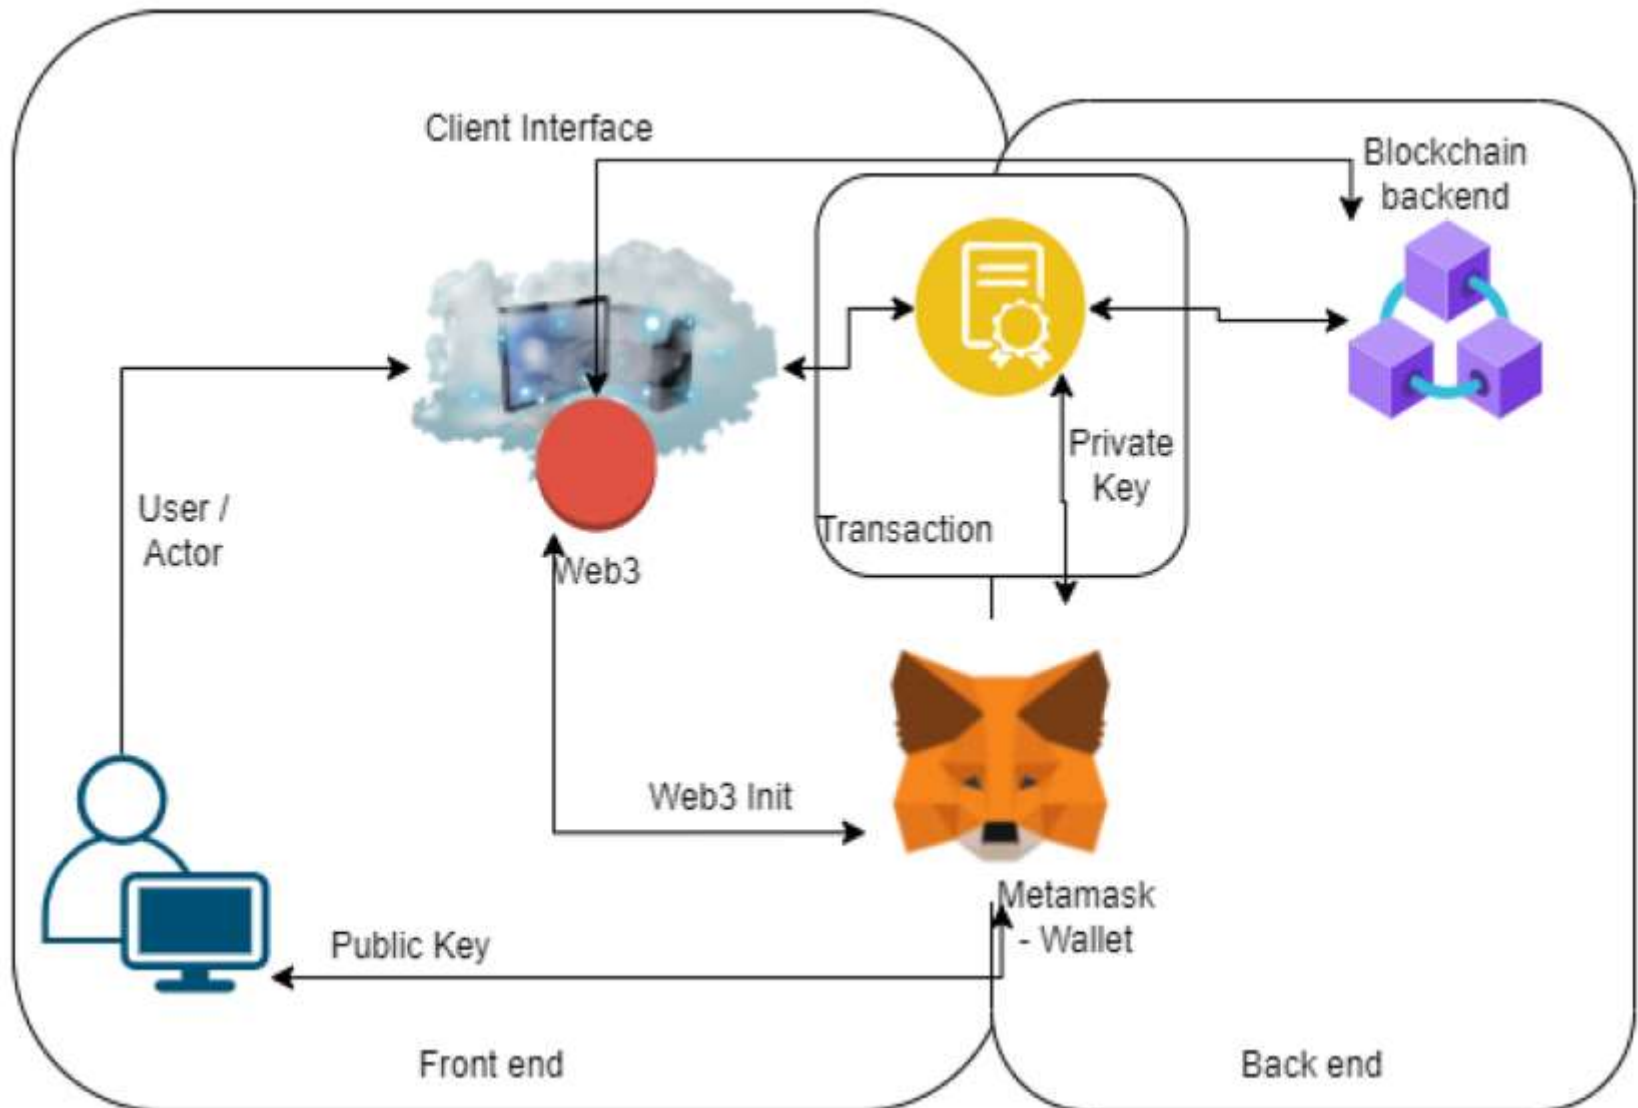 Client Interface
Blockchain
backend
Private
Key
User /
Actor
Transaction
Web3
Web3 Init
Metamask
- Wallet
Public Key
Front end
Back end